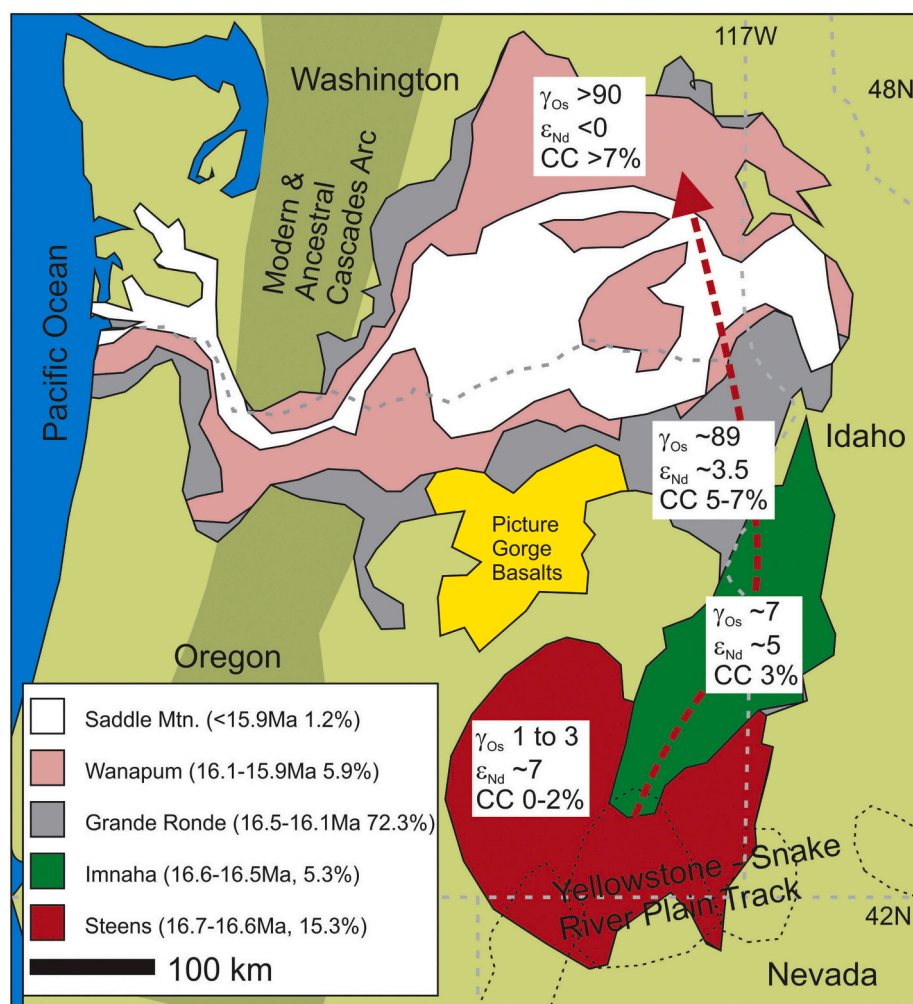 117W
Washington
48N
γOs >90
εNd <0
CC >7%
Modern &
Ancestral
Cascades Arc
Pacific Ocean
γOs ~89
εNd ~3.5
CC 5-7%
Idaho
Picture
Gorge
Basalts
γOs ~7
εNd ~5
CC 3%
Oregon
γOs 1 to 3
εNd ~7
CC 0-2%
Saddle Mtn. (<15.9Ma 1.2%)
Wanapum (16.1-15.9Ma 5.9%)
Grande Ronde (16.5-16.1Ma 72.3%)
Imnaha (16.6-16.5Ma, 5.3%)
Steens (16.7-16.6Ma, 15.3%)
100 km
Yellowstone - Snake
River Plain Track
42N
Nevada